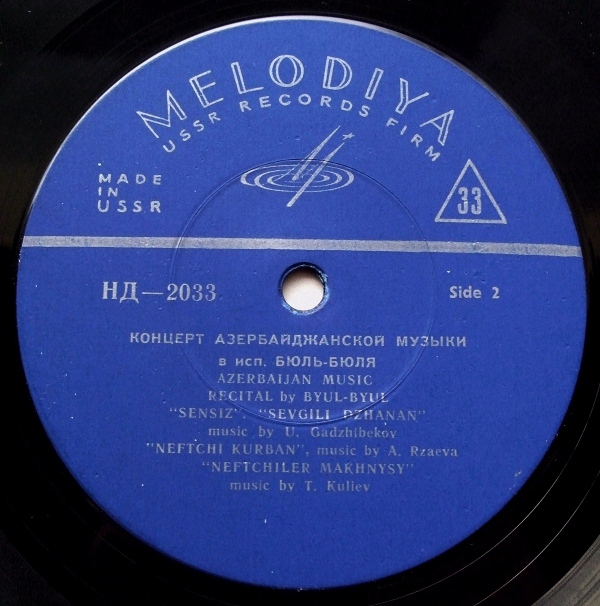 MELODIYA
USSR RECORDS FIRM
MADE
IN
USSR
33
НД—2033
Side 2
КОНЦЕРТ АЗЕРБАЙДЖАНСКОЙ МУЗЫКИ
в исп. БЮЛЬ-БЮЛЯ
AZERBAIJAN MUSIC
RECITAL by BYUL-BYUL
"SENSIZ". "SEVGILI DZHANAN"
music by U. Gadzhibekov
"NEFTCHI KURBAN", music by A. Rzaeva
"NEFTCHILER MAKHNYSY"
music by T. Kuliev